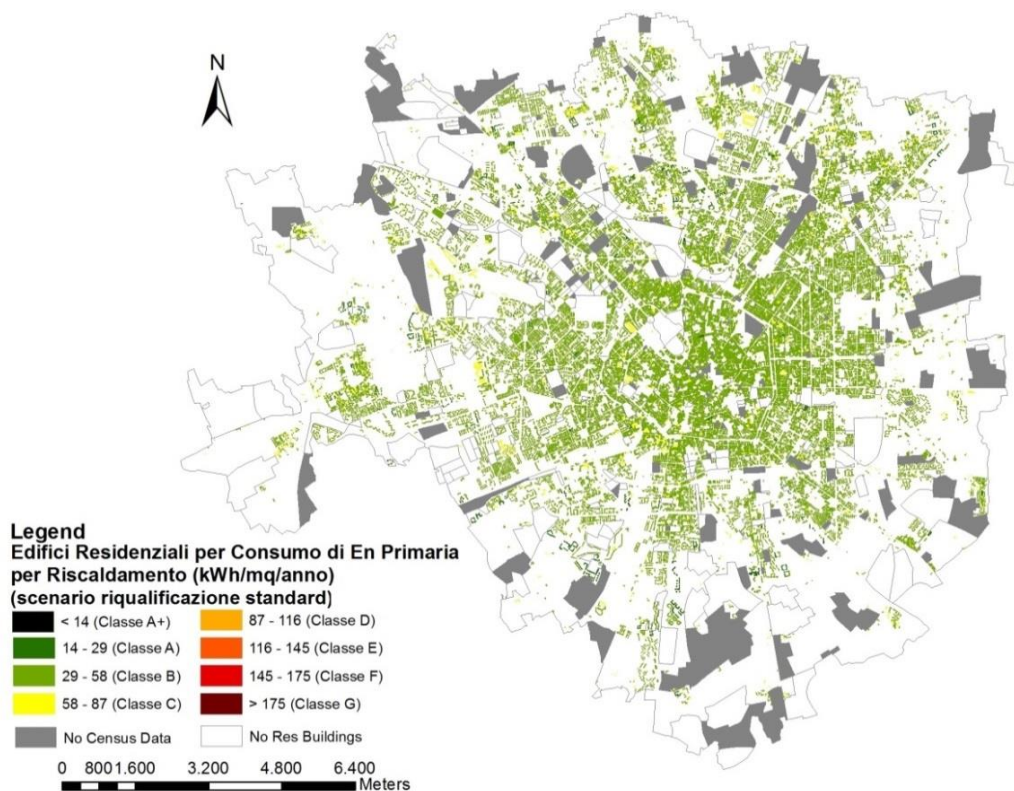 N
Legend
Edifici Residenziali per Consumo di En Primaria
per Riscaldamento (kWh/mq/anno)
(scenario riqualificazione standard)
< 14 (Classe A+)
14 - 29 (Classe A)
29 - 58 (Classe B)
58 - 87 (Classe C)
No Census Data
87 - 116 (Classe D)
116 - 145 (Classe E)
145 - 175 (Classe F)
> 175 (Classe G)
No Res Buildings
0 800 1.600 3.200 4.800 6.400
Meters